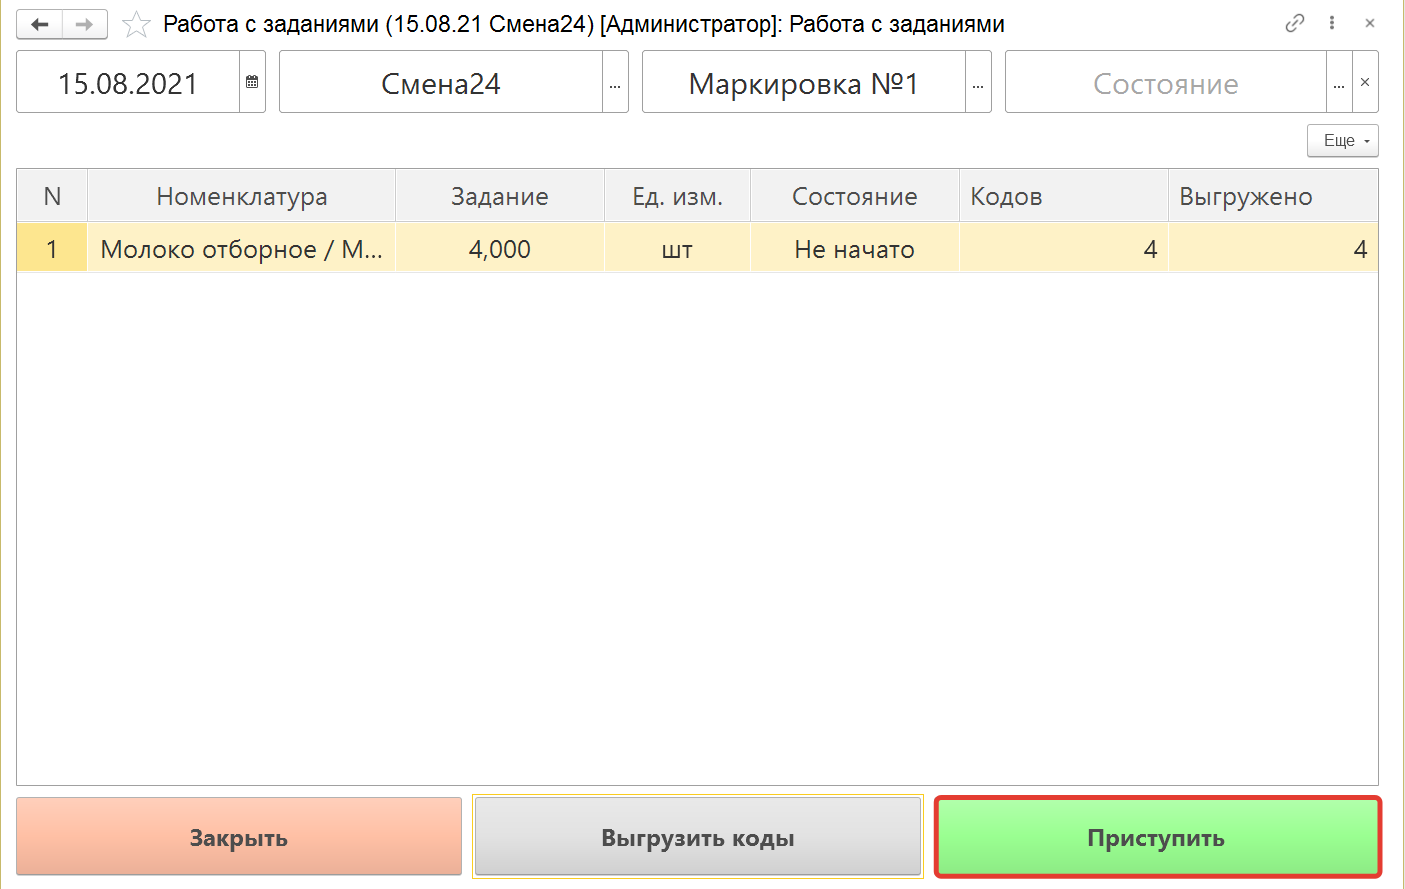 Работа с заданиями (15.08.21 Смена24) [Администратор]: Работа с заданиями
15.08.2021 Смена24 ... Маркировка №1 ... Состояние ... ×
Еще
N Номенклатура Задание Ед. изм. Состояние Кодов Выгружено
1 Молоко отборное / М... 4,000 шт Не начато 4 4
Закрыть Выгрузить коды Приступить